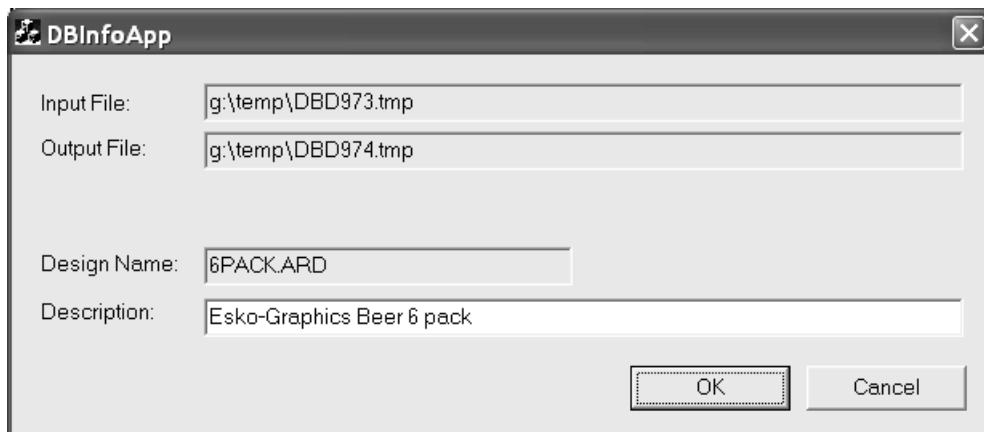 DBInfoApp
Input File: g:\temp\DBD973.tmp
Output File: g:\temp\DBD974.tmp
Design Name: 6PACK.ARD
Description: Esko-Graphics Beer 6 pack
OK Cancel